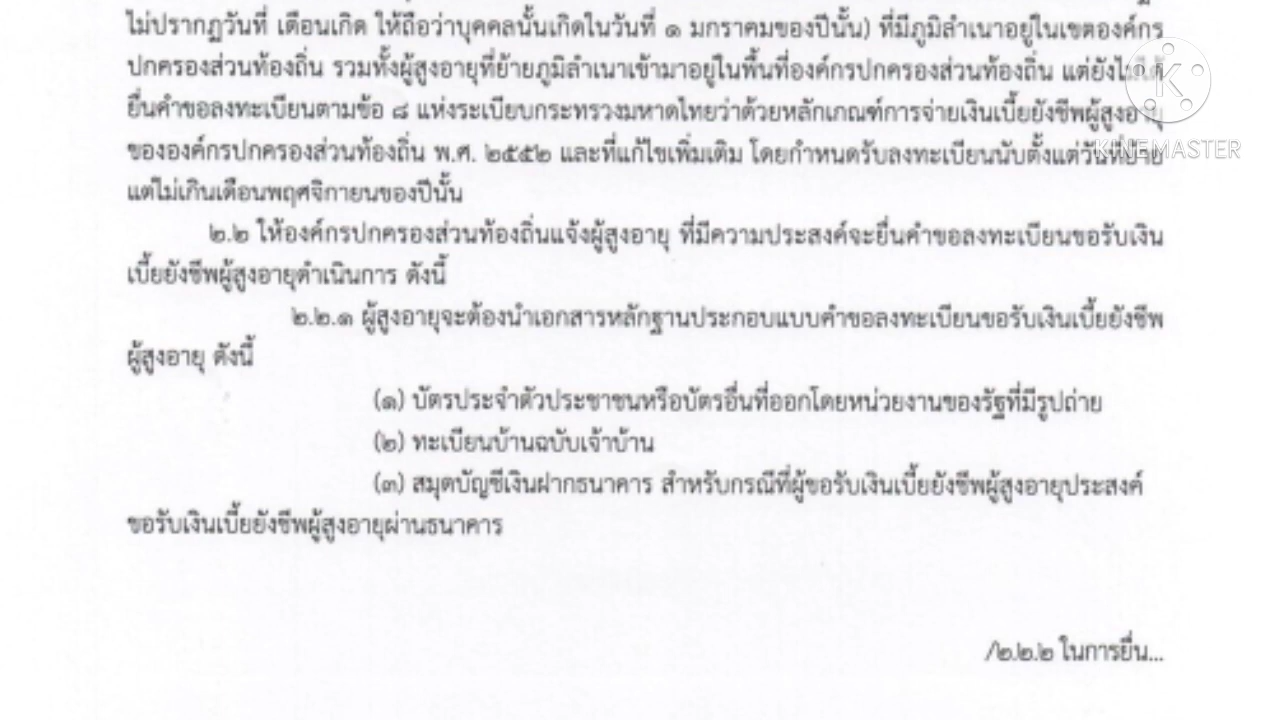 ไม่ปรากฏวันที่ เดือนเกิด ให้ถือว่าบุคคลนั้นเกิดในวันที่ ๑ มกราคมของปีนั้น) ที่มีภูมิลำเนาอยู่ในเขตองค์กร
ปกครองส่วนท้องถิ่น รวมทั้งผู้สูงอายุที่ย้ายภูมิลำเนาเข้ามาอยู่ในพื้นที่องค์กรปกครองส่วนท้องถิ่น แต่ยังไม่ได้
ยื่นคำขอลงทะเบียนตามข้อ ๘ แห่งระเบียบกระทรวงมหาดไทยว่าด้วยหลักเกณฑ์การจ่ายเงินเบี้ยยังชีพผู้สูงอายุ
ขององค์กรปกครองส่วนท้องถิ่น พ.ศ. ๒๕๕๒ และที่แก้ไขเพิ่มเติม โดยกำหนดรับลงทะเบียนนับตั้งแต่วันที่ย้าย
KINEMASTER
แต่ไม่เกินเดือนพฤศจิกายนของปีนั้น
๒.๒ ให้องค์กรปกครองส่วนท้องถิ่นแจ้งผู้สูงอายุ ที่มีความประสงค์จะยื่นคำขอลงทะเบียนขอรับเงิน
เบี้ยยังชีพผู้สูงอายุดำเนินการ ดังนี้
๒.๒.๑ ผู้สูงอายุจะต้องนำเอกสารหลักฐานประกอบแบบคำขอลงทะเบียนขอรับเงินเบี้ยยังชีพ
ผู้สูงอายุ ดังนี้
(๑) บัตรประจำตัวประชาชนหรือบัตรอื่นที่ออกโดยหน่วยงานของรัฐที่มีรูปถ่าย
(๒) ทะเบียนบ้านฉบับเจ้าบ้าน
(๓) สมุดบัญชีเงินฝากธนาคาร สำหรับกรณีที่ผู้ขอรับเงินเบี้ยยังชีพผู้สูงอายุประสงค์
ขอรับเงินเบี้ยยังชีพผู้สูงอายุผ่านธนาคาร
/๒.๒.๒ ในการยื่น...